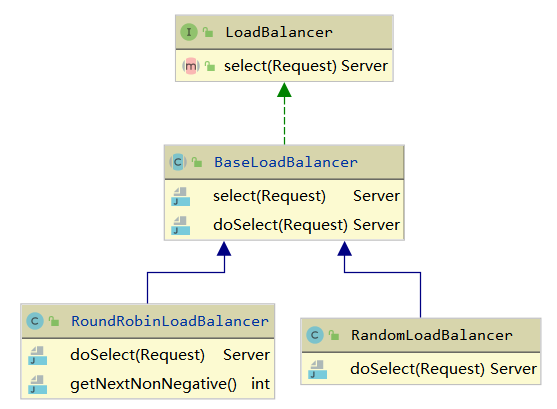 I LoadBalancer
m select(Request) Server
C BaseLoadBalancer
J select(Request) Server
J doSelect(Request) Server
C RoundRobinLoadBalancer
J doSelect(Request) Server
J getNextNonNegative() int
C RandomLoadBalancer
J doSelect(Request) Server